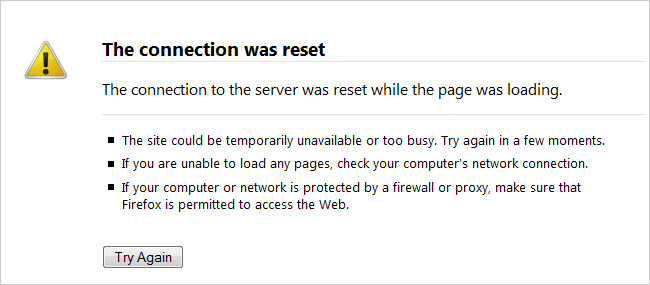 The connection was reset
The connection to the server was reset while the page was loading.
The site could be temporarily unavailable or too busy. Try again in a few moments.
If you are unable to load any pages, check your computer's network connection.
If your computer or network is protected by a firewall or proxy, make sure that
Firefox is permitted to access the Web.
Try Again